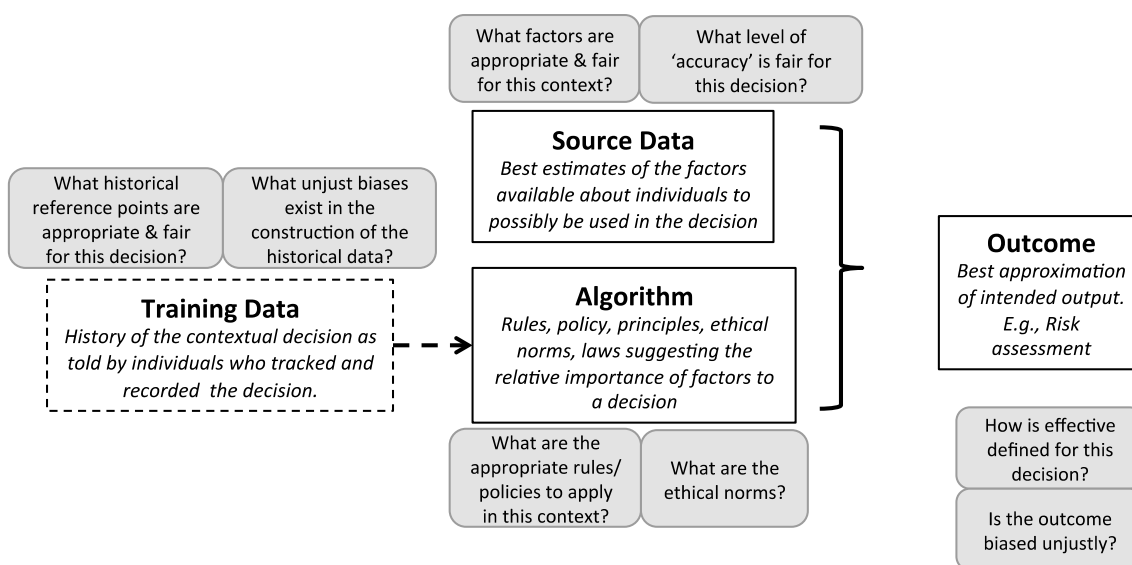 What factors are
appropriate & fair
for this context?
What level of
‘accuracy’ is fair for
this decision?
Source Data
Best estimates of the factors
available about individuals to
possibly be used in the decision
What historical
reference points are
appropriate & fair
for this decision?
What unjust biases
exist in the
construction of the
historical data?
Training Data
History of the contextual decision as
told by individuals who tracked and
recorded the decision.
Algorithm
Rules, policy, principles, ethical
norms, laws suggesting the
relative importance of factors to
a decision
What are the
appropriate rules/
policies to apply
in this context?
What are the
ethical norms?
Outcome
Best approximation
of intended output.
E.g., Risk
assessment
How is effective
defined for this
decision?
Is the outcome
biased unjustly?